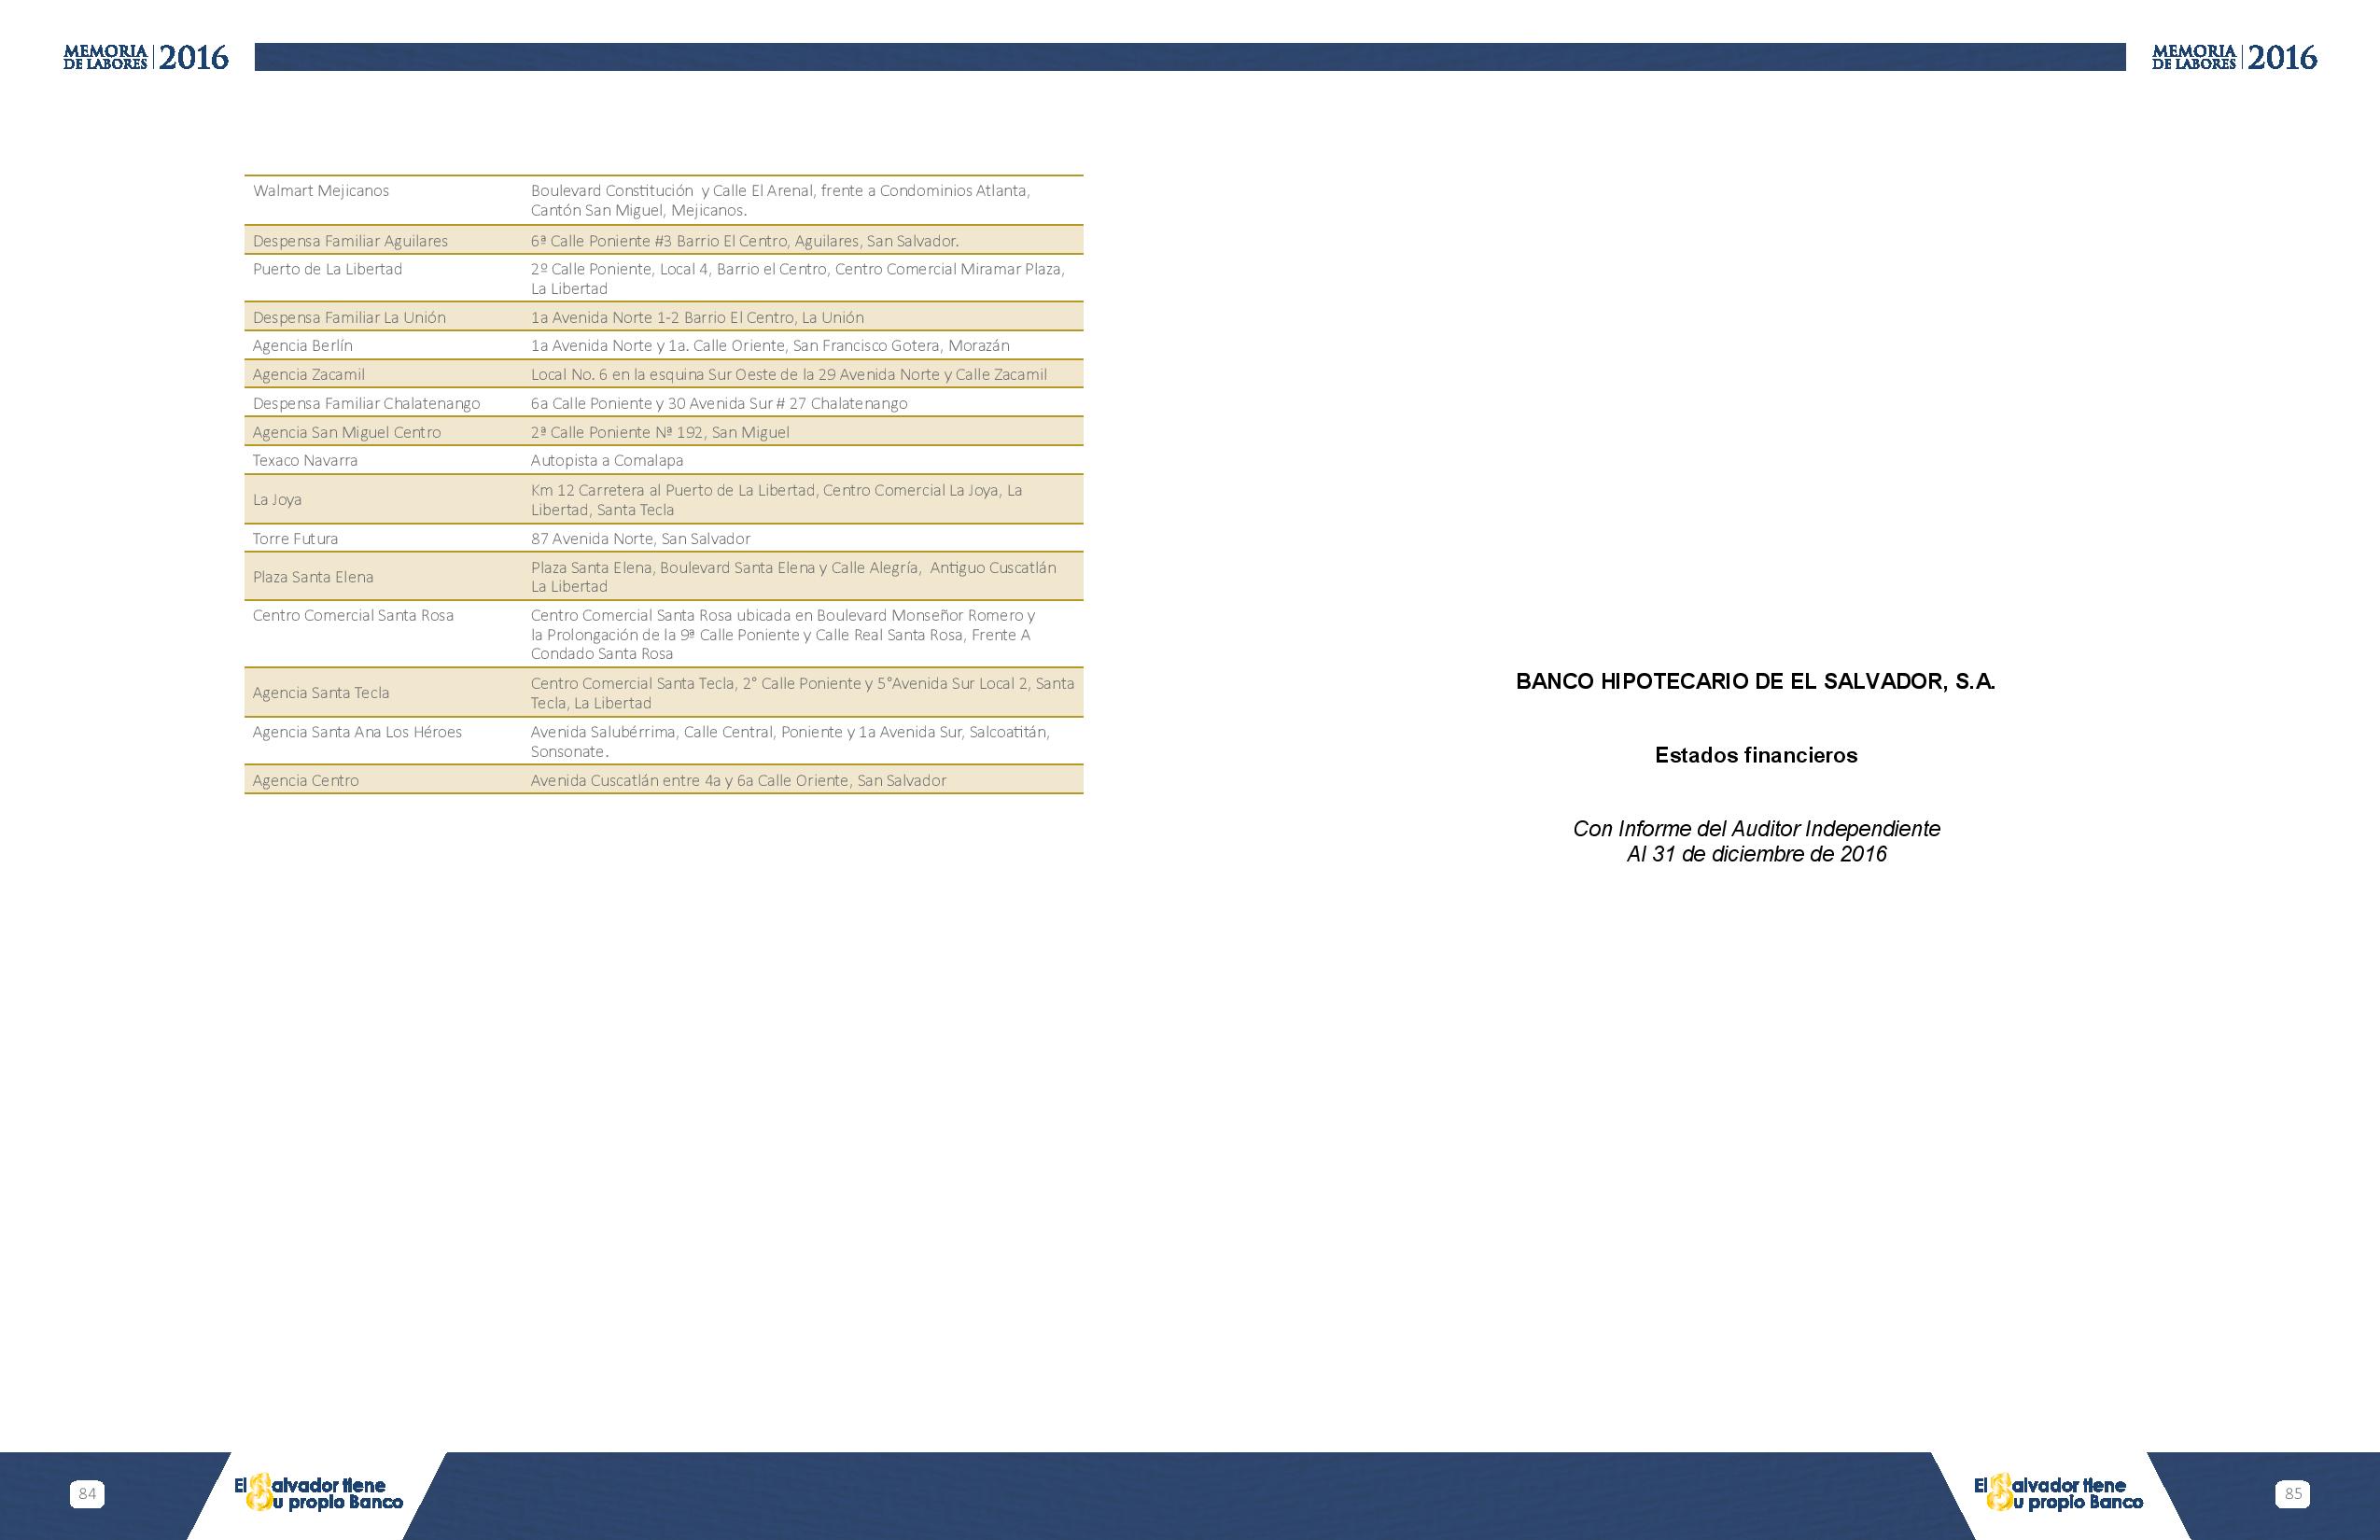 MEMORIA
DE LABORES 2016
MEMORIA
DE LABORES 2016
Walmart Mejicanos
Boulevard Constitución y Calle El Arenal, frente a Condominios Atlanta,
Cantón San Miguel, Mejicanos.
Despensa Familiar Aguilares
6ª Calle Poniente #3 Barrio El Centro, Aguilares, San Salvador.
Puerto de La Libertad
2º Calle Poniente, Local 4, Barrio el Centro, Centro Comercial Miramar Plaza,
La Libertad
Despensa Familiar La Unión
1a Avenida Norte 1-2 Barrio El Centro, La Unión
Agencia Berlín
1a Avenida Norte y 1a. Calle Oriente, San Francisco Gotera, Morazán
Agencia Zacamil
Local No. 6 en la esquina Sur Oeste de la 29 Avenida Norte y Calle Zacamil
Despensa Familiar Chalatenango
6a Calle Poniente y 30 Avenida Sur # 27 Chalatenango
Agencia San Miguel Centro
2ª Calle Poniente Nª 192, San Miguel
Texaco Navarra
Autopista a Comalapa
La Joya
Km 12 Carretera al Puerto de La Libertad, Centro Comercial La Joya, La
Libertad, Santa Tecla
Torre Futura
87 Avenida Norte, San Salvador
Plaza Santa Elena
Plaza Santa Elena, Boulevard Santa Elena y Calle Alegría, Antiguo Cuscatlán
La Libertad
Centro Comercial Santa Rosa
Centro Comercial Santa Rosa ubicada en Boulevard Monseñor Romero y
la Prolongación de la 9ª Calle Poniente y Calle Real Santa Rosa, Frente A
Condado Santa Rosa
Agencia Santa Tecla
Centro Comercial Santa Tecla, 2° Calle Poniente y 5°Avenida Sur Local 2, Santa
Tecla, La Libertad
Agencia Santa Ana Los Héroes
Avenida Salubérrima, Calle Central, Poniente y 1a Avenida Sur, Salcoatitán,
Sonsonate.
Agencia Centro
Avenida Cuscatlán entre 4a y 6a Calle Oriente, San Salvador
BANCO HIPOTECARIO DE EL SALVADOR, S.A.
Estados financieros
Con Informe del Auditor Independiente
Al 31 de diciembre de 2016
84
El Salvador tiene
Su propio Banco
El Salvador tiene
Su propio Banco
85